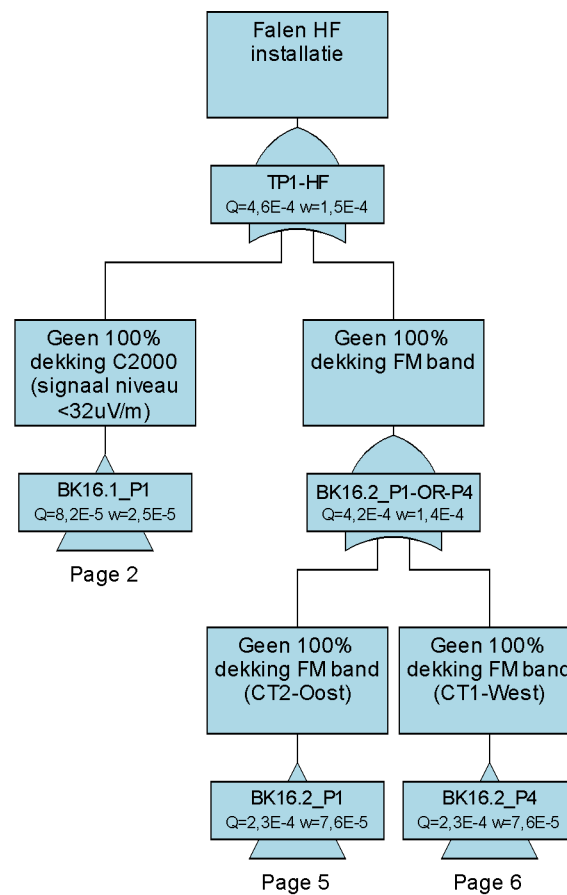 Falen HF
installatie
TP1-HF
Q=4,6E-4 w=1,5E-4
Geen 100%
dekking C2000
(signaal niveau
<32uV/m)
Geen 100%
dekking FM band
BK16.1_P1
Q=8,2E-5 w=2,5E-5
Page 2
BK16.2_P1-OR-P4
Q=4,2E-4 w=1,4E-4
Geen 100%
dekking FM band
(CT2-Oost)
Geen 100%
dekking FM band
(CT1-West)
BK16.2_P1
Q=2,3E-4 w=7,6E-5
Page 5
BK16.2_P4
Q=2,3E-4 w=7,6E-5
Page 6